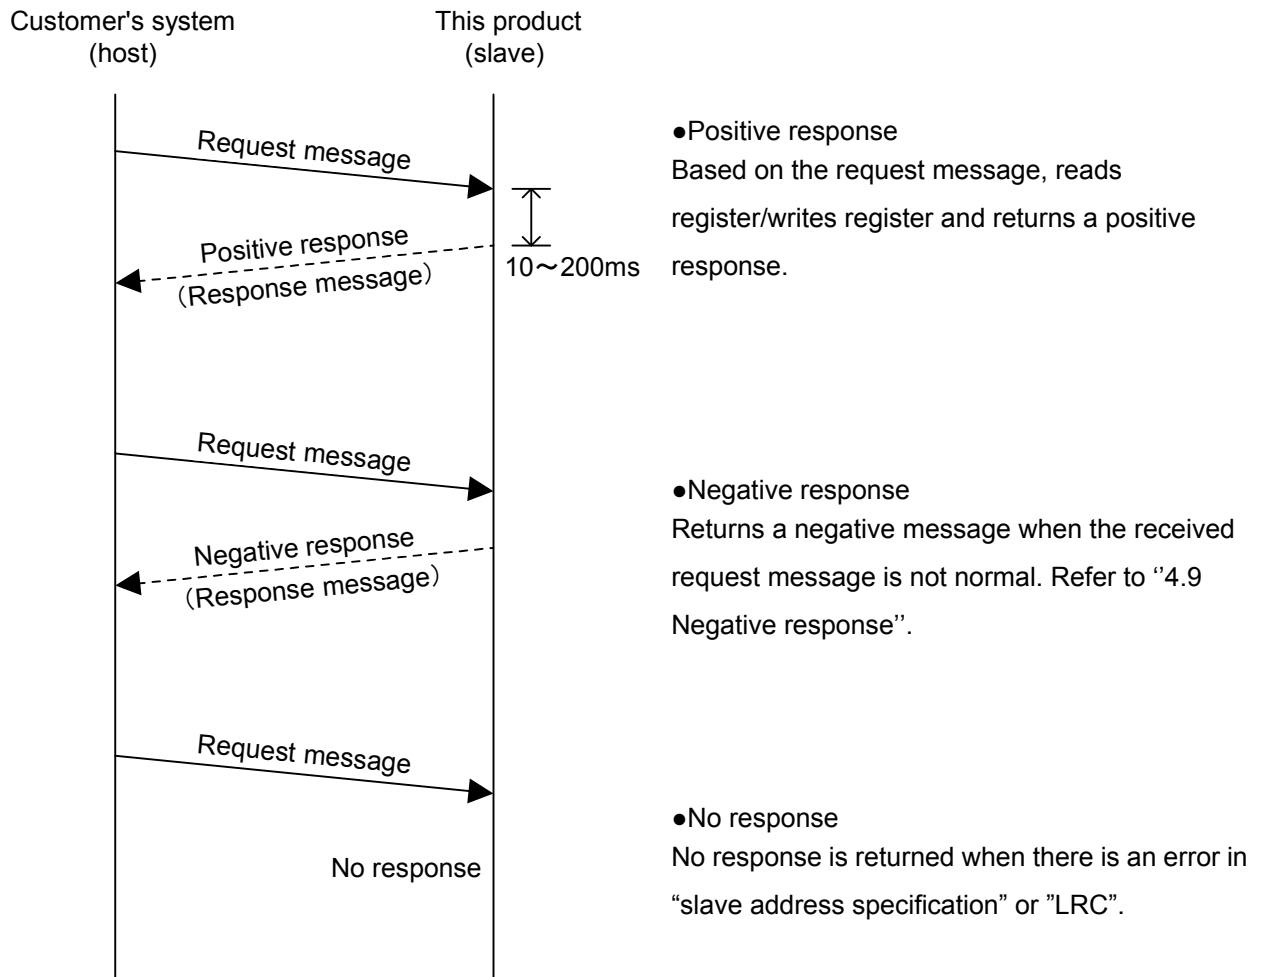 Customer's system
(host)
This product
(slave)
Request message
Positive response
（Response message）
10～200ms
●Positive response
Based on the request message, reads
register/writes register and returns a positive
response.
Request message
Negative response
（Response message）
●Negative response
Returns a negative message when the received
request message is not normal. Refer to ‘’4.9
Negative response’’.
Request message
No response
●No response
No response is returned when there is an error in
“slave address specification” or ”LRC”.